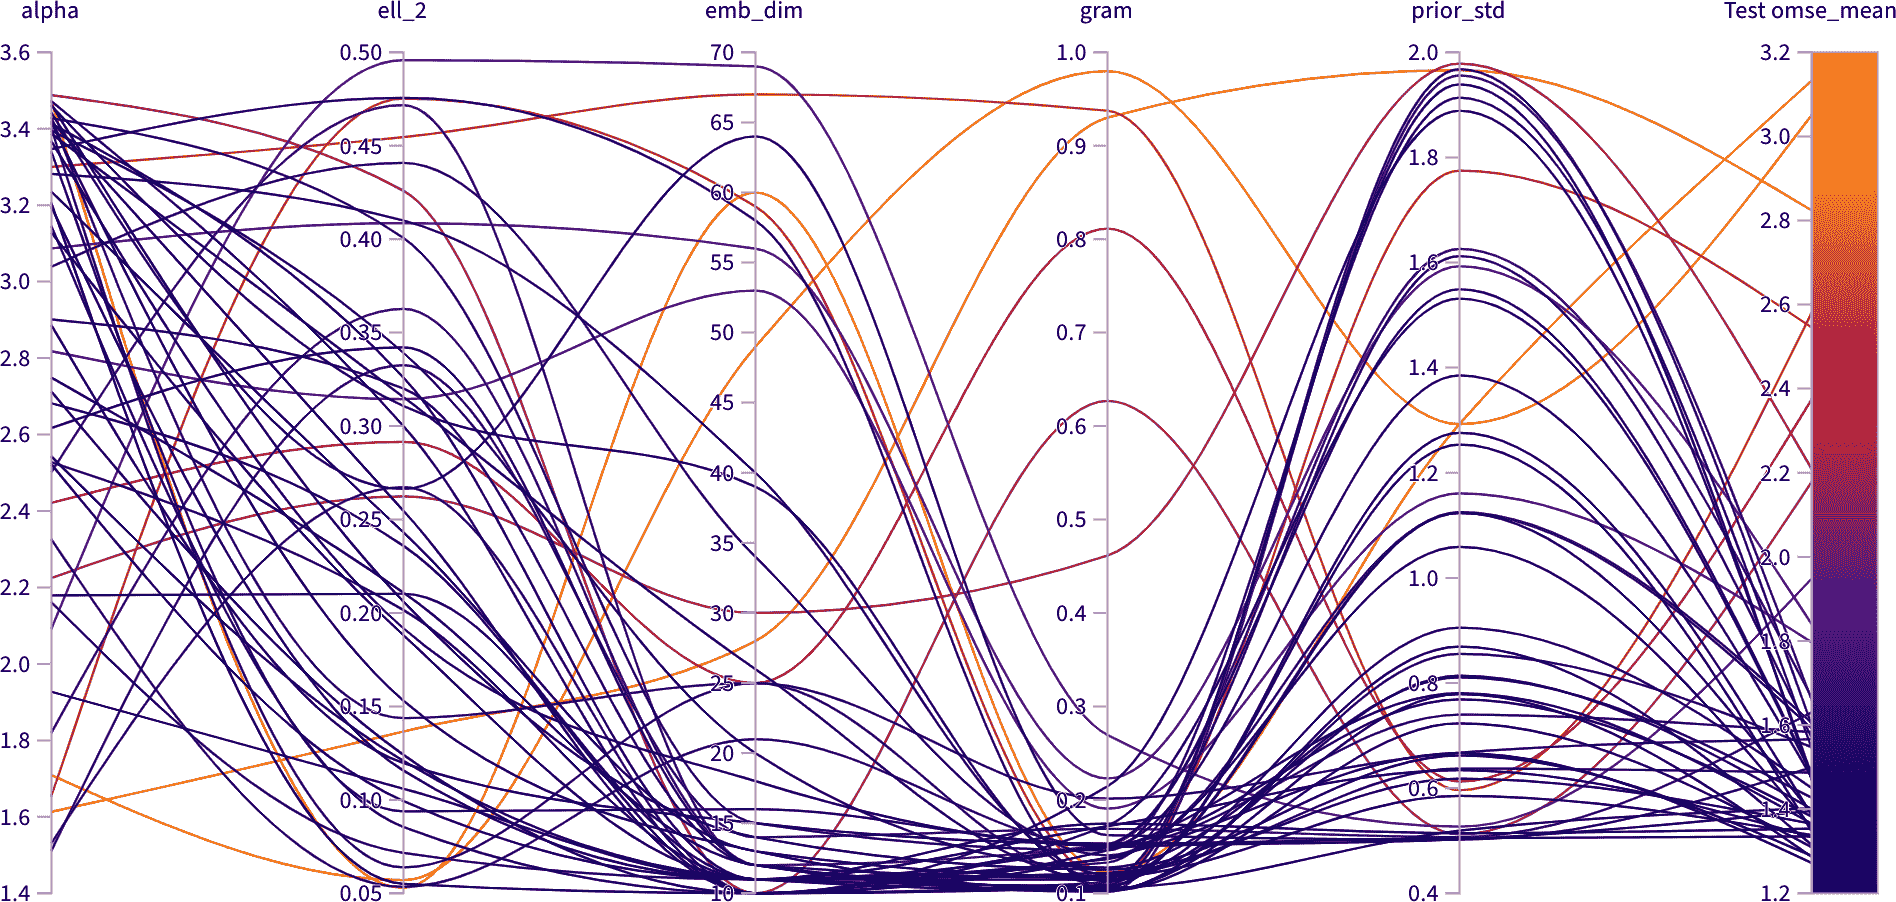 alpha ell_2 emb_dim gram prior_std Test omse_mean
3.6 0.50 70 1.0 2.0 3.2
3.4 0.45 65 0.9 1.8 3.0
3.2 0.40 60 0.8 1.6 2.8
3.0 0.35 55 0.7 1.4 2.6
2.8 0.30 50 0.6 1.2 2.4
2.6 0.25 45 0.5 1.0 2.2
2.4 0.20 40 0.4 0.8 2.0
2.2 0.15 35 0.3 0.6 1.8
2.0 0.10 30 0.2 0.4 1.6
1.8 0.05 25 0.1 1.4
1.6 20 1.2
1.4 15
10